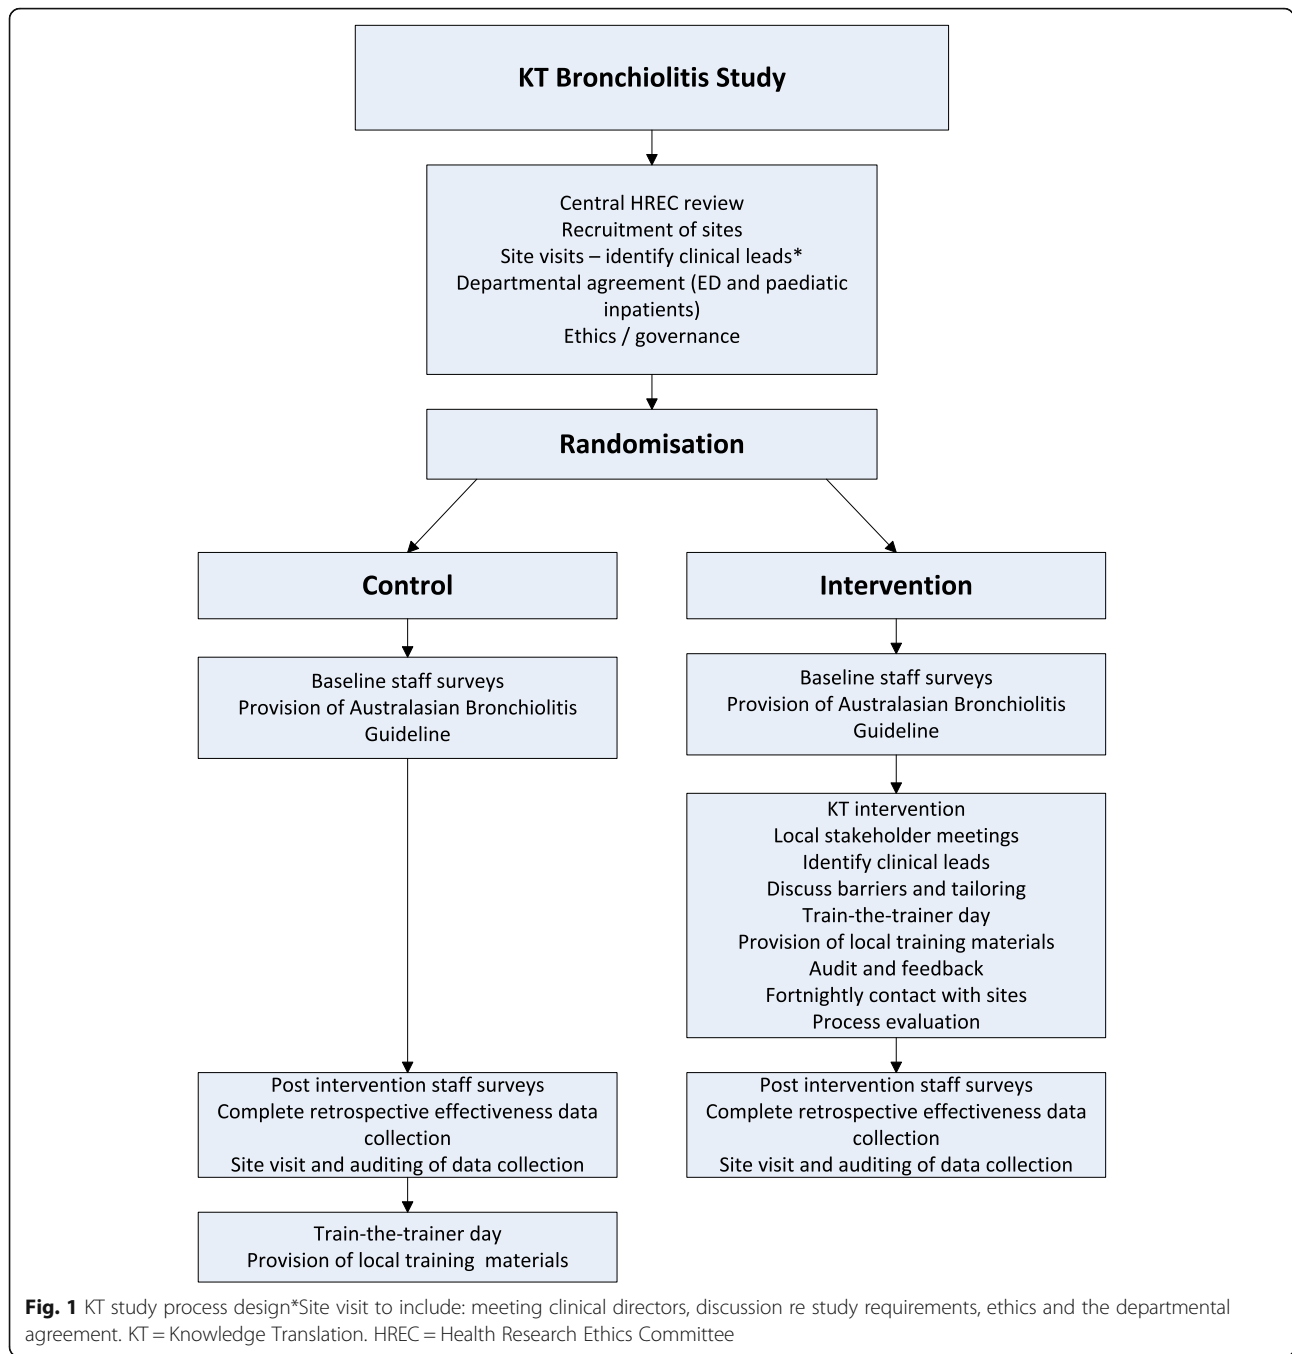 KT Bronchiolitis Study
Central HREC review
Recruitment of sites
Site visits – identify clinical leads*
Departmental agreement (ED and paediatic
inpatients)
Ethics / governance
Randomisation
Control
Baseline staff surveys
Provision of Australasian Bronchiolitis
Guideline
Post intervention staff surveys
Complete retrospective effectiveness data
collection
Site visit and auditing of data collection
Train-the-trainer day
Provision of local training materials
Intervention
Baseline staff surveys
Provision of Australasian Bronchiolitis
Guideline
KT intervention
Local stakeholder meetings
Identify clinical leads
Discuss barriers and tailoring
Train-the-trainer day
Provision of local training materials
Audit and feedback
Fortnightly contact with sites
Process evaluation
Post intervention staff surveys
Complete retrospective effectiveness data
collection
Site visit and auditing of data collection
Fig. 1 KT study process design*Site visit to include: meeting clinical directors, discussion re study requirements, ethics and the departmental
agreement. KT = Knowledge Translation. HREC = Health Research Ethics Committee